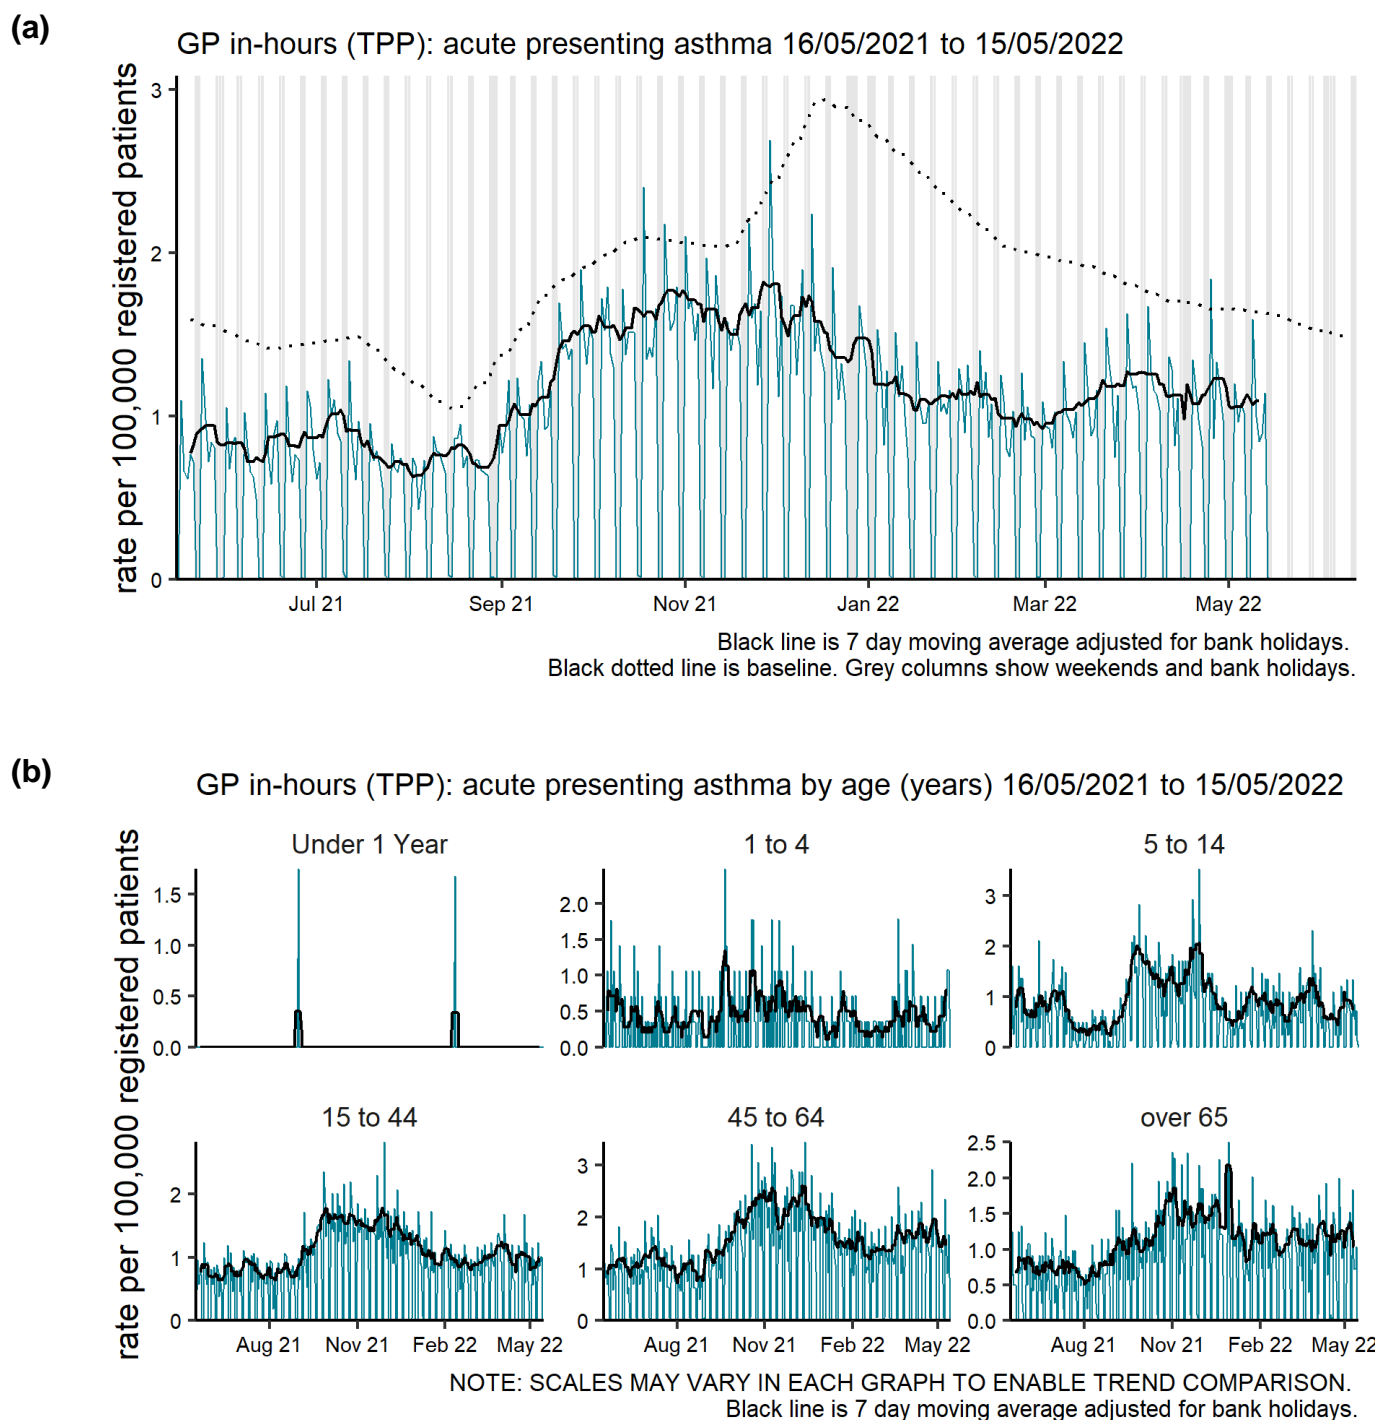 (a)
GP in-hours (TPP): acute presenting asthma 16/05/2021 to 15/05/2022
rate per 100,000 registered patients
3
2
1
0
Jul 21 Sep 21 Nov 21 Jan 22 Mar 22 May 22
Black line is 7 day moving average adjusted for bank holidays.
Black dotted line is baseline. Grey columns show weekends and bank holidays.
(b)
GP in-hours (TPP): acute presenting asthma by age (years) 16/05/2021 to 15/05/2022
rate per 100,000 registered patients
Under 1 Year
1.5
1.0
0.5
0.0
1 to 4
2.0
1.5
1.0
0.5
0.0
5 to 14
3
2
1
0
15 to 44
2
1
0
Aug 21 Nov 21 Feb 22 May 22
45 to 64
3
2
1
0
Aug 21 Nov 21 Feb 22 May 22
over 65
2.5
2.0
1.5
1.0
0.5
0.0
Aug 21 Nov 21 Feb 22 May 22
NOTE: SCALES MAY VARY IN EACH GRAPH TO ENABLE TREND COMPARISON.
Black line is 7 day moving average adjusted for bank holidays.